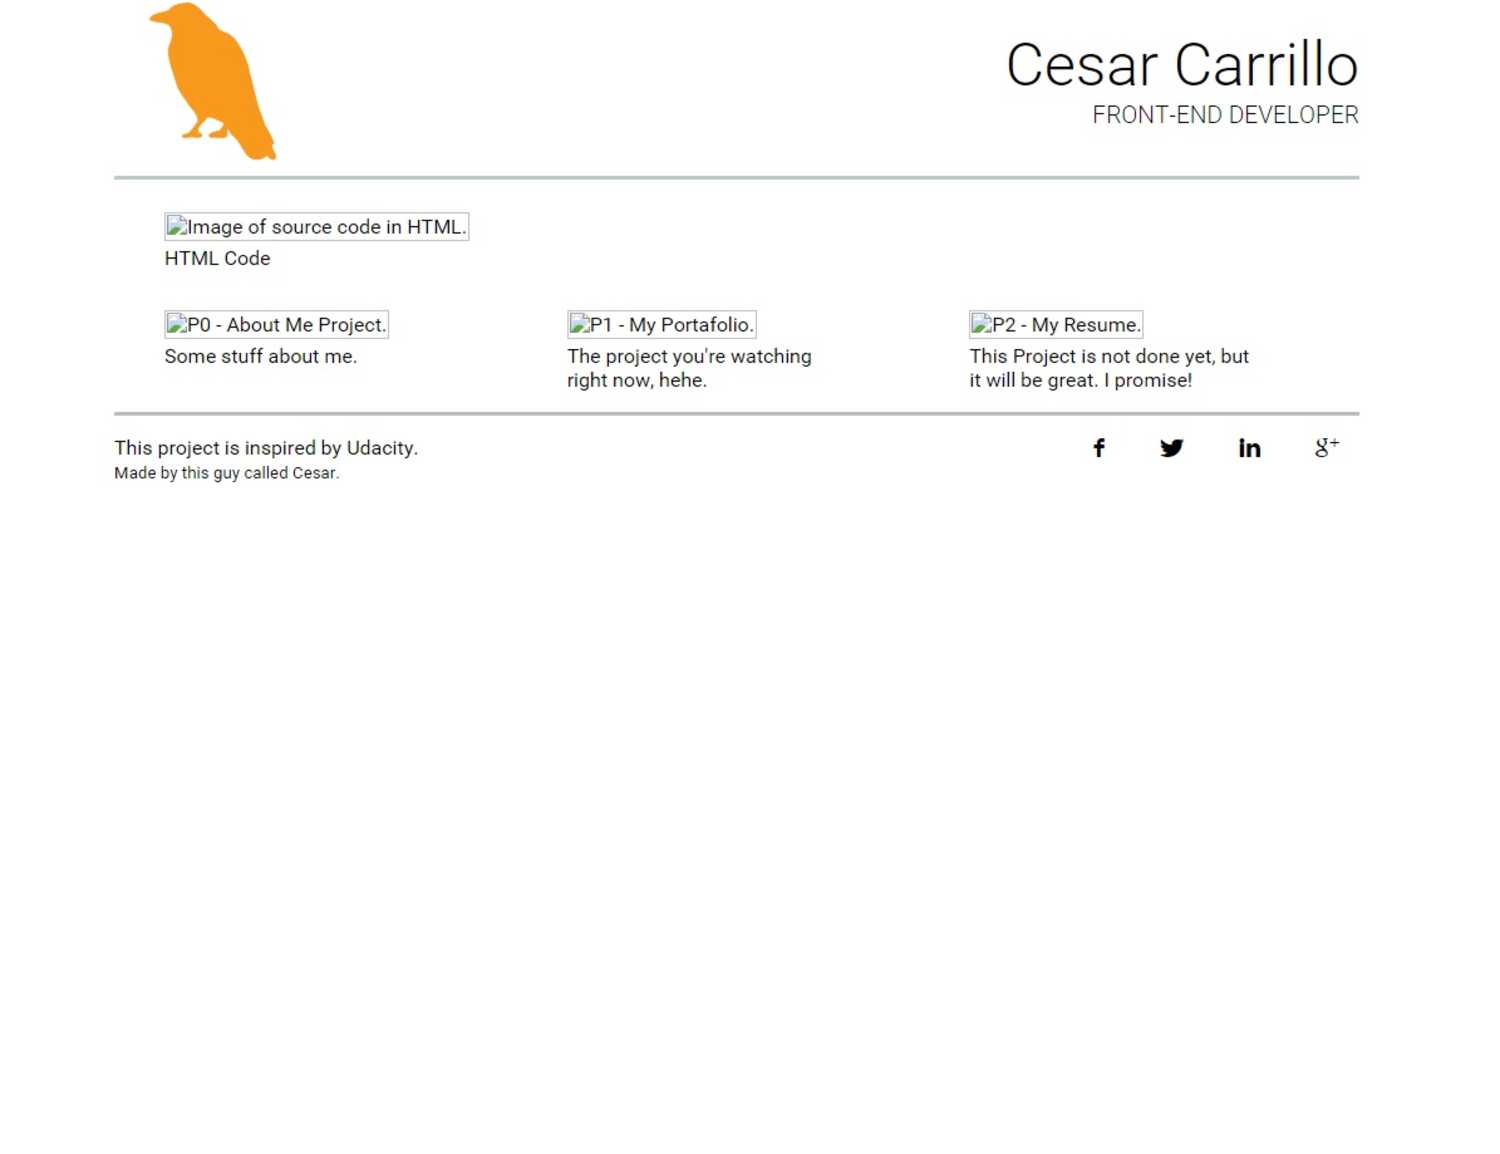 Cesar Carrillo
FRONT-END DEVELOPER
Image of source code in HTML.
HTML Code
P0 - About Me Project.
Some stuff about me.
P1 - My Portafolio.
The project you're watching
right now, hehe.
P2 - My Resume.
This Project is not done yet, but
it will be great. I promise!
This project is inspired by Udacity.
Made by this guy called Cesar.
f
in
g+